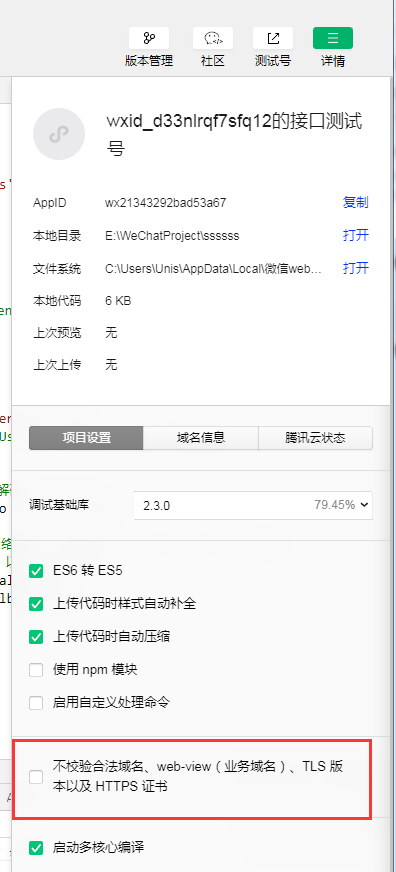 版本管理 社区 测试号 详情
wxid_d33nlrqf7sfq12的接口测试
号
AppID wx21343292bad53a67 复制
本地目录 E:\WeChatProject\ssssss 打开
文件系统 C:\Users\Unis\AppData\Local\微信web... 打开
本地代码 6 KB
上次预览 无
上次上传 无
项目设置 域名信息 腾讯云状态
调试基础库 2.3.0 79.45%
ES6 转 ES5
上传代码时样式自动补全
上传代码时自动压缩
使用 npm 模块
启用自定义处理命令
不校验合法域名、web-view（业务域名）、TLS 版
本以及 HTTPS 证书
启动多核心编译